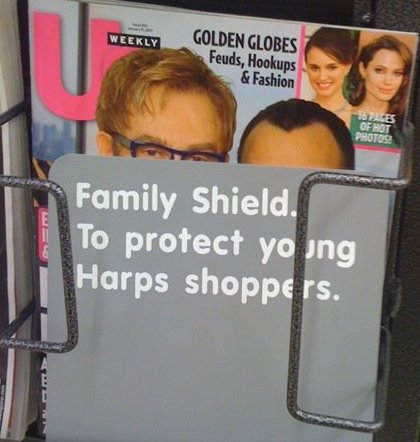 WEEKLY
GOLDEN GLOBES
Feuds, Hookups
& Fashion
16 PAGES
OF HOT
PHOTOS!
Family Shield.
To protect young
Harps shoppers.